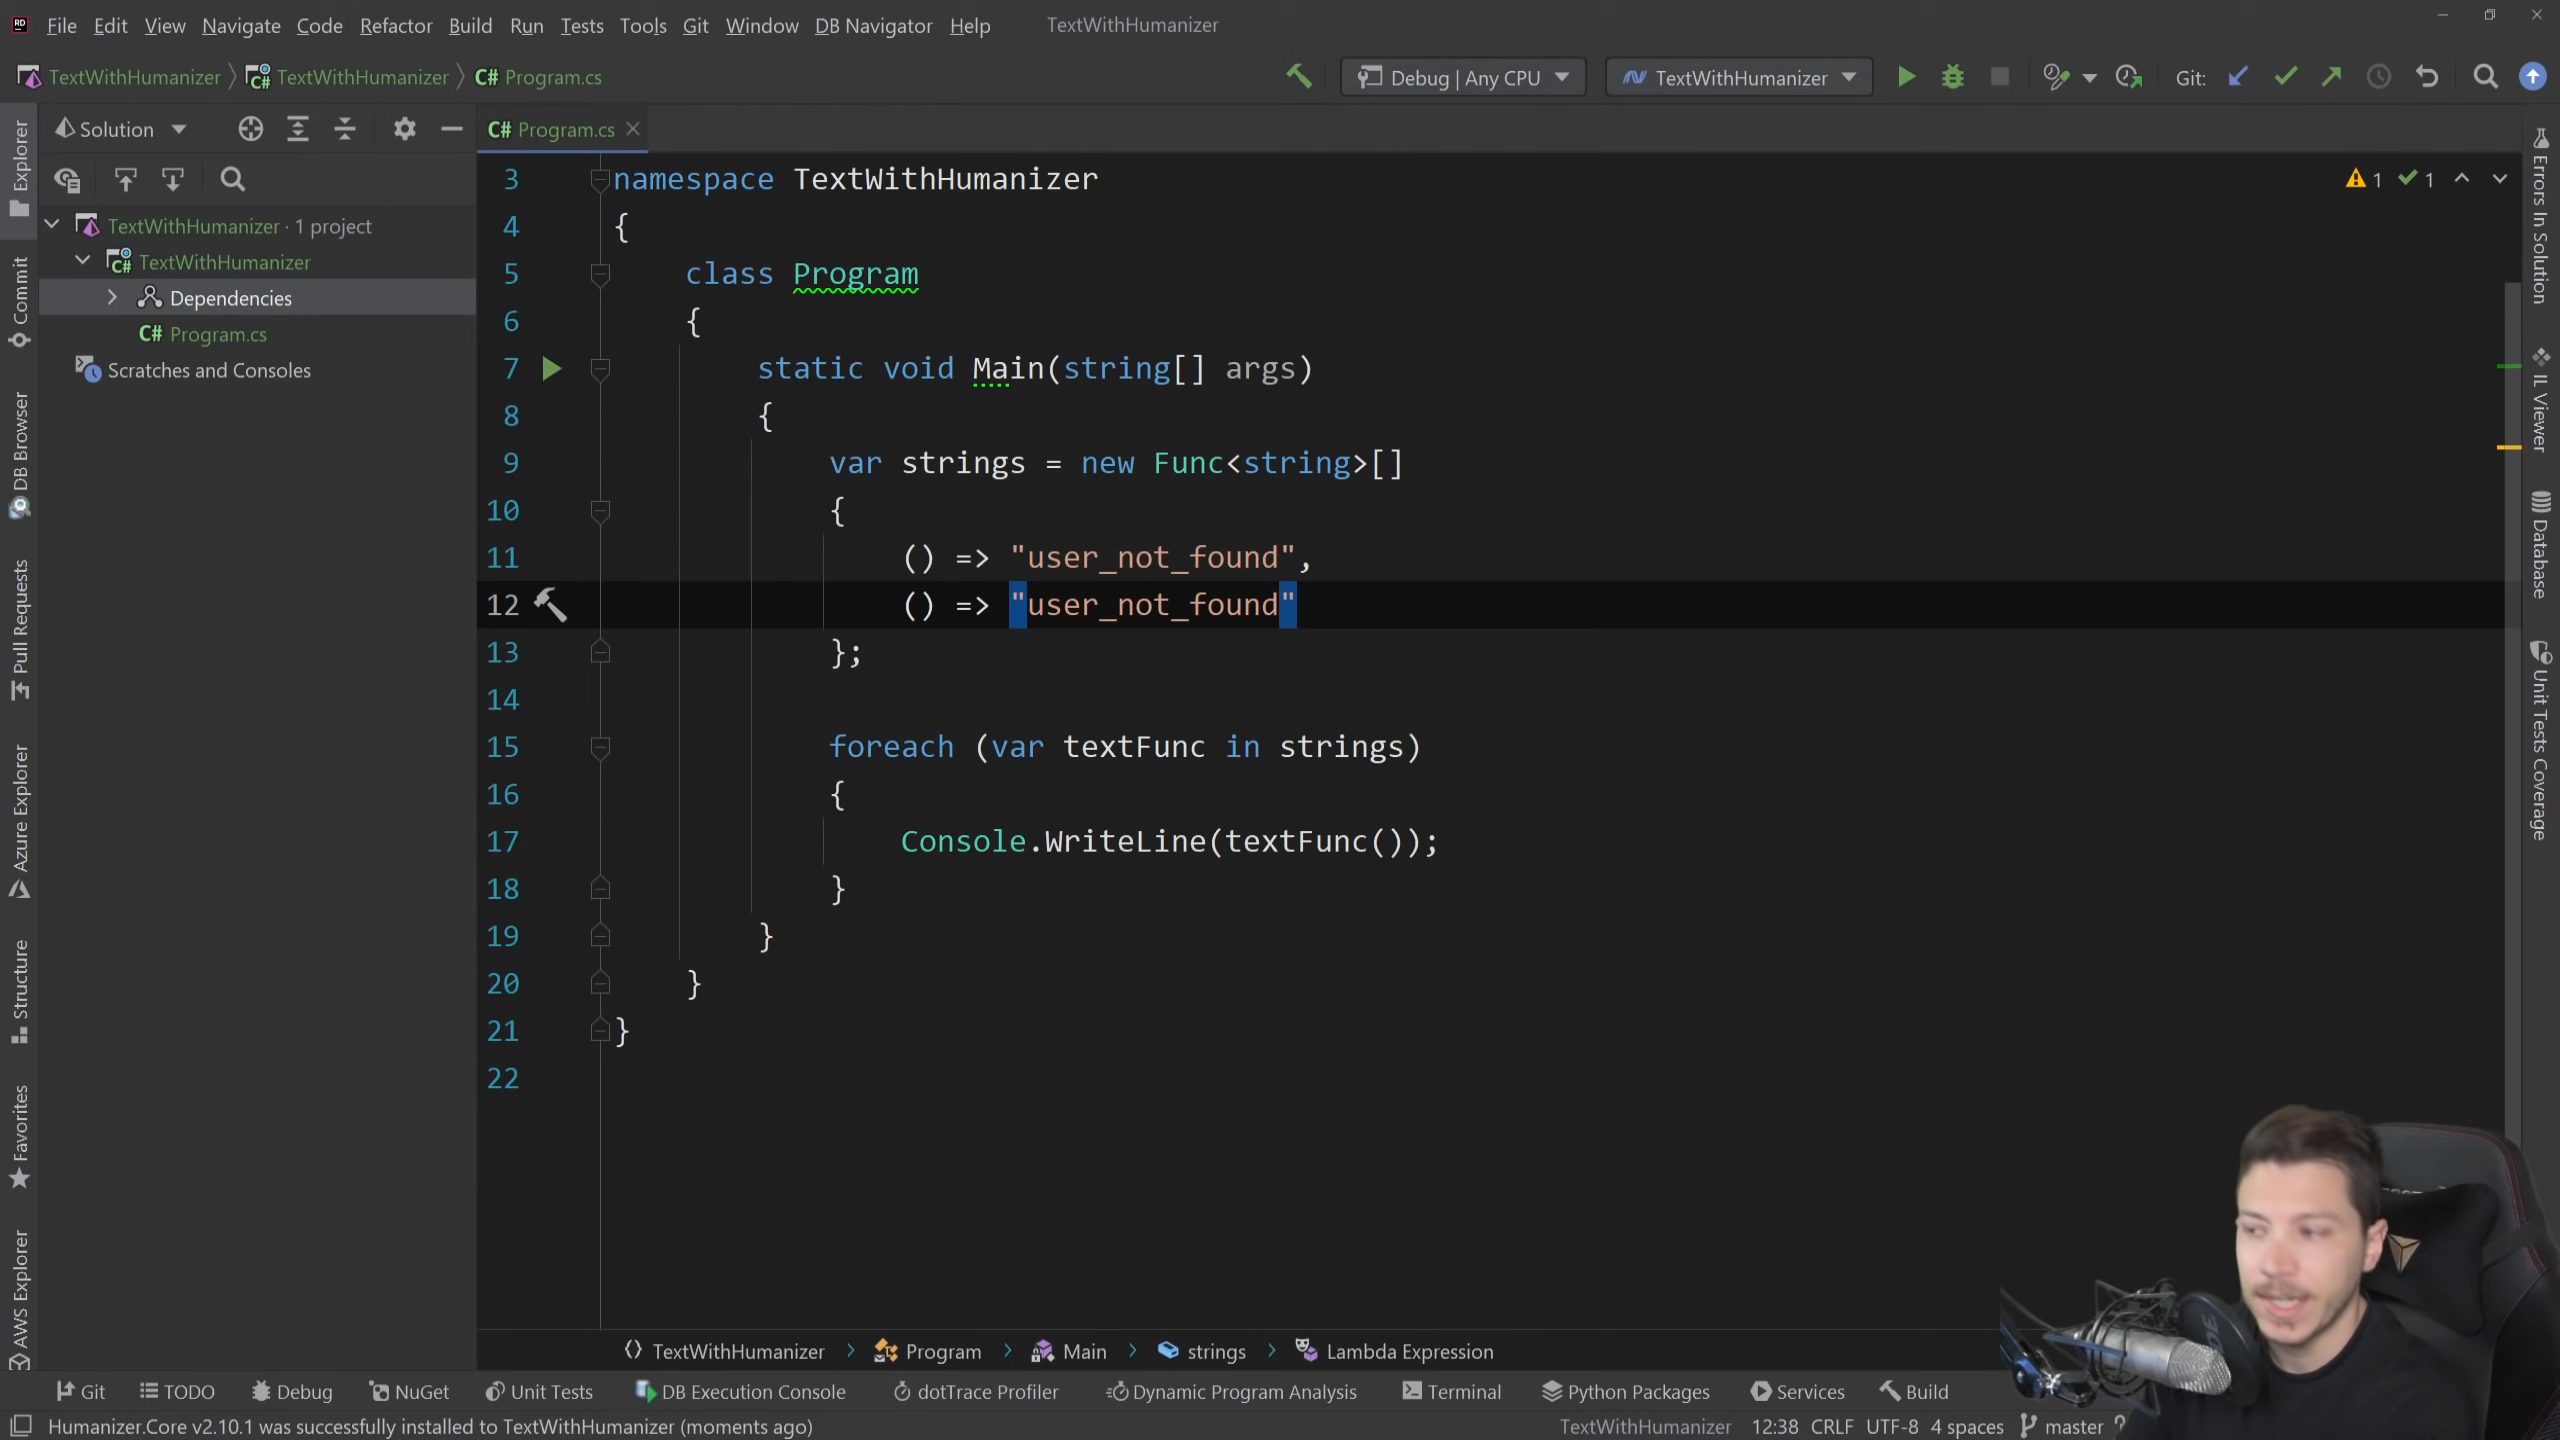 File Edit View Navigate Code Refactor Build Run Tests Tools Git Window DB Navigator Help TextWithHumanizer
TextWithHumanizer TextWithHumanizer C# Program.cs Debug | Any CPU TextWithHumanizer Git:
Solution
C# Program.cs
TextWithHumanizer · 1 project
TextWithHumanizer
Dependencies
C# Program.cs
Scratches and Consoles
Explorer
Commit
DB Browser
Pull Requests
Azure Explorer
Structure
Favorites
AWS Explorer
3 namespace TextWithHumanizer
4 {
5 class Program
6 {
7 static void Main(string[] args)
8 {
9 var strings = new Func<string>[]
10 {
11 () => "user_not_found",
12 () => "user_not_found"
13 };
14
15 foreach (var textFunc in strings)
16 {
17 Console.WriteLine(textFunc());
18 }
19 }
20 }
21 }
22
1 1
Errors In Solution
IL Viewer
Database
Unit Tests Coverage
TextWithHumanizer Program Main strings Lambda Expression
Git TODO Debug NuGet Unit Tests DB Execution Console dotTrace Profiler Dynamic Program Analysis Terminal Python Packages Services Build
Humanizer.Core v2.10.1 was successfully installed to TextWithHumanizer (moments ago) TextWithHumanizer 12:38 CRLF UTF-8 4 spaces master